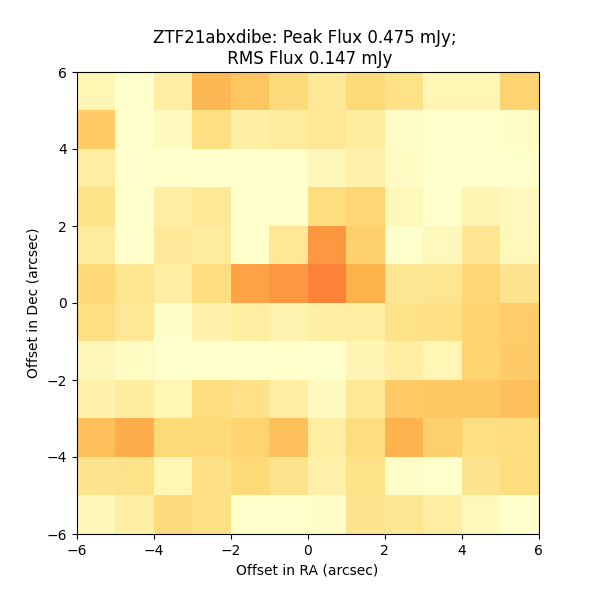 ZTF21abxdibe: Peak Flux 0.475 mJy;
RMS Flux 0.147 mJy
6
4
2
0
−2
−4
−6
Offset in Dec (arcsec)
−6 −4 −2 0 2 4 6
Offset in RA (arcsec)